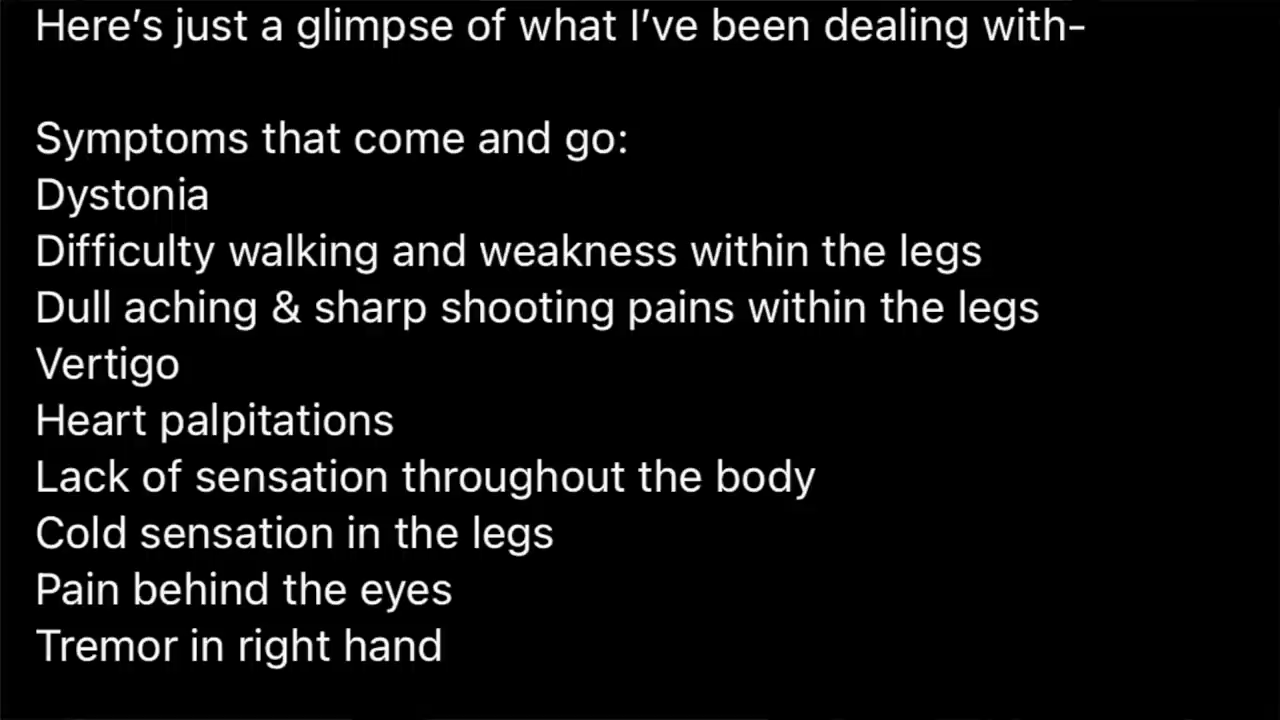 Here’s just a glimpse of what I’ve been dealing with-
Symptoms that come and go:
Dystonia
Difficulty walking and weakness within the legs
Dull aching & sharp shooting pains within the legs
Vertigo
Heart palpitations
Lack of sensation throughout the body
Cold sensation in the legs
Pain behind the eyes
Tremor in right hand